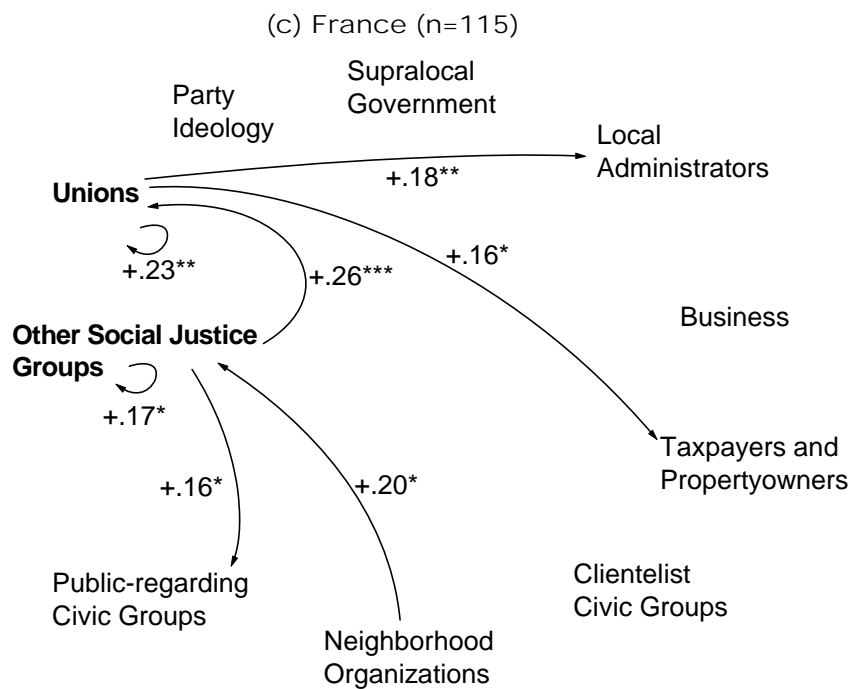 (c) France (n=115)
Supralocal
Government
Party
Ideology
Local
Administrators
+.18**
Unions
+.16*
+.23**
+.26***
Business
Other Social Justice
Groups
+.17*
Taxpayers and
Propertyowners
+.16*
+.20*
Clientelist
Civic Groups
Public-regarding
Civic Groups
Neighborhood
Organizations